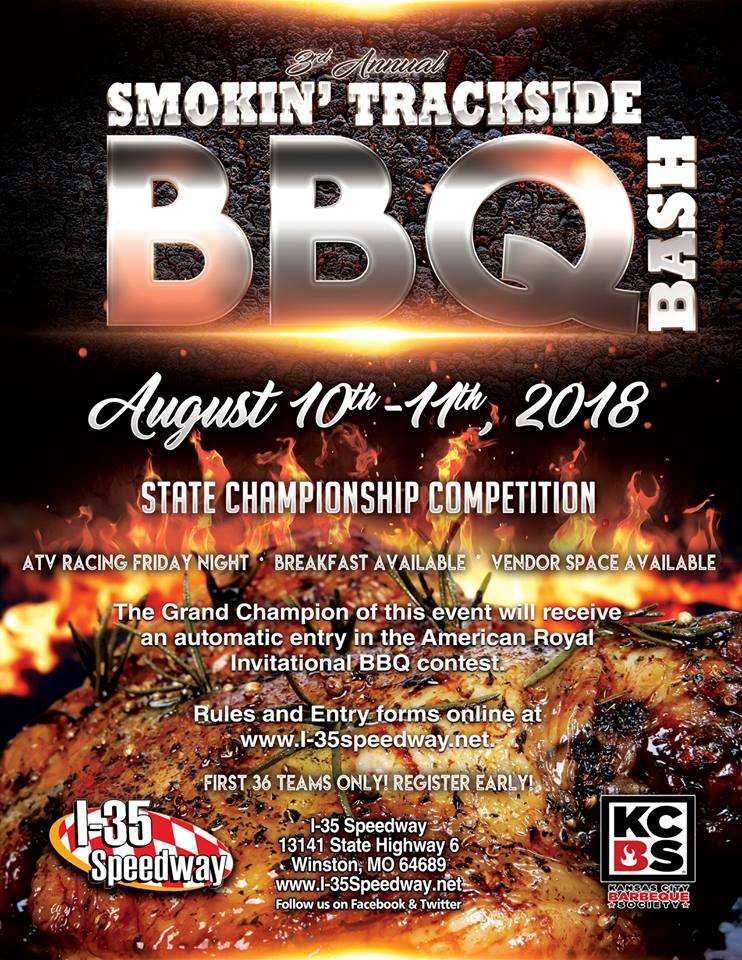 3rd Annual
SMOKIN' TRACKSIDE
BBQ
BASH
August 10th-11th, 2018
STATE CHAMPIONSHIP COMPETITION
ATV RACING FRIDAY NIGHT * BREAKFAST AVAILABLE * VENDOR SPACE AVAILABLE
The Grand Champion of this event will receive
an automatic entry in the American Royal
Invitational BBQ contest.
Rules and Entry forms online at
www.I-35speedway.net.
FIRST 36 TEAMS ONLY! REGISTER EARLY!
I-35
Speedway
I-35 Speedway
13141 State Highway 6
Winston, MO 64689
www.I-35Speedway.net
Follow us on Facebook & Twitter
KC
BS
KANSAS CITY
BARBEQUE
SOCIETY